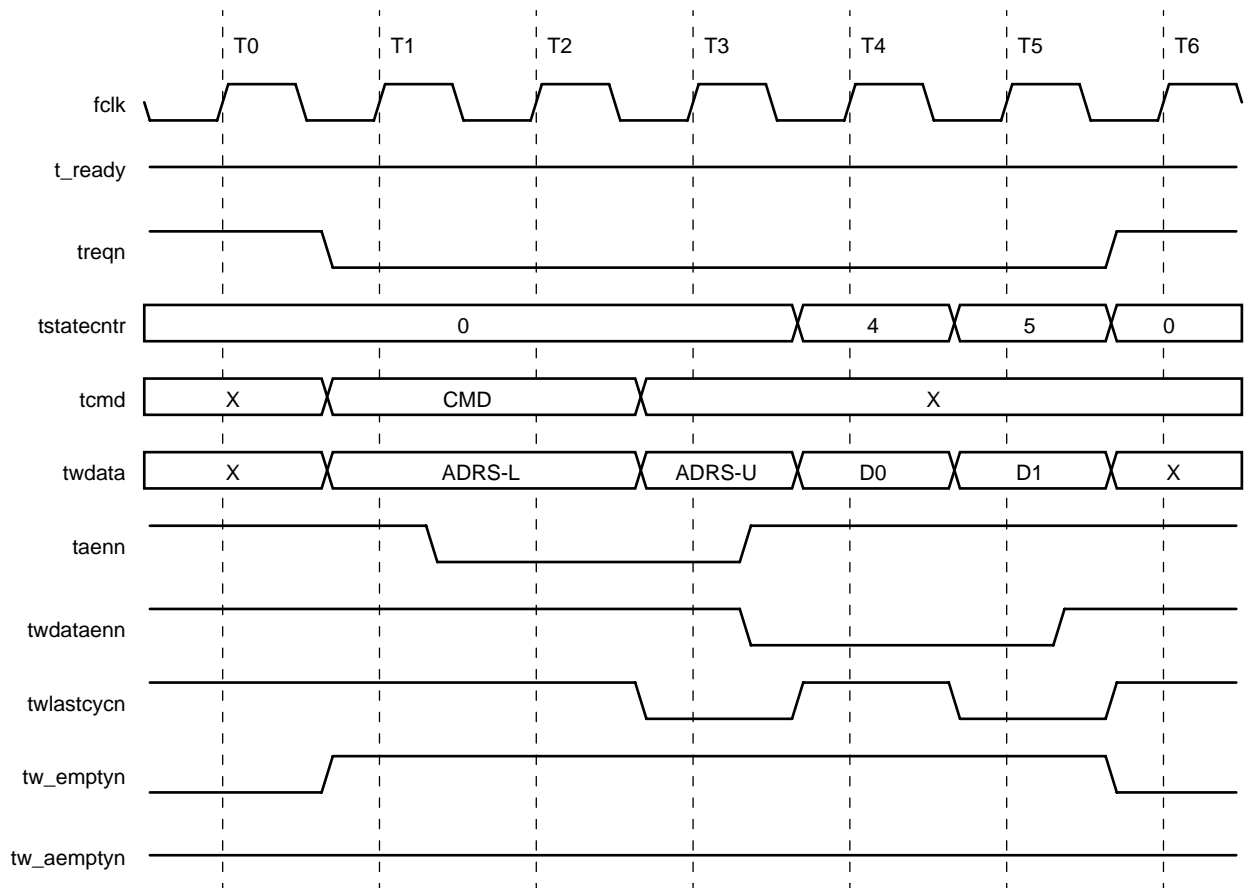 T0 T1 T2 T3 T4 T5 T6
fclk
t_ready
treqn
tstatecntr 0 4 5 0
tcmd X CMD X
twdata X ADRS-L ADRS-U D0 D1 X
taenn
twdataenn
twlastcycn
tw_emptyn
tw_aemptyn